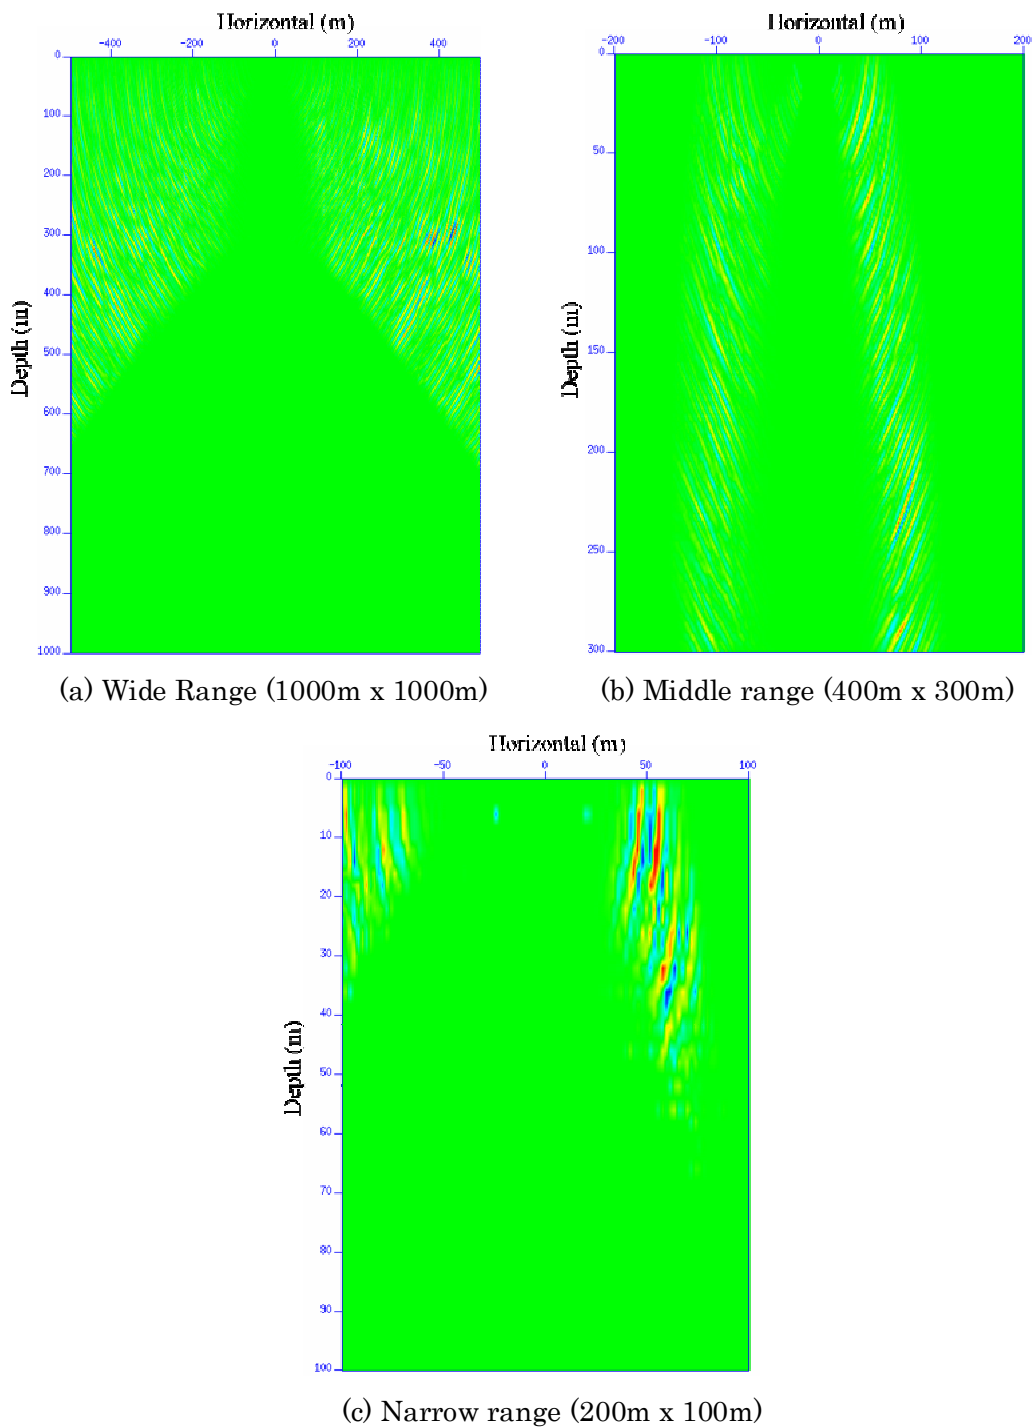 Horizontal (m)
-400 -200 0 200 400
0
100
200
300
400
500
600
700
800
900
1000
Depth (m)
(a) Wide Range (1000m x 1000m)
Horizontal (m)
-200 -100 0 100 200
0
50
100
150
200
250
300
Depth (m)
(b) Middle range (400m x 300m)
Horizontal (m)
-100 -50 0 50 100
0
10
20
30
40
50
60
70
80
90
100
Depth (m)
(c) Narrow range (200m x 100m)